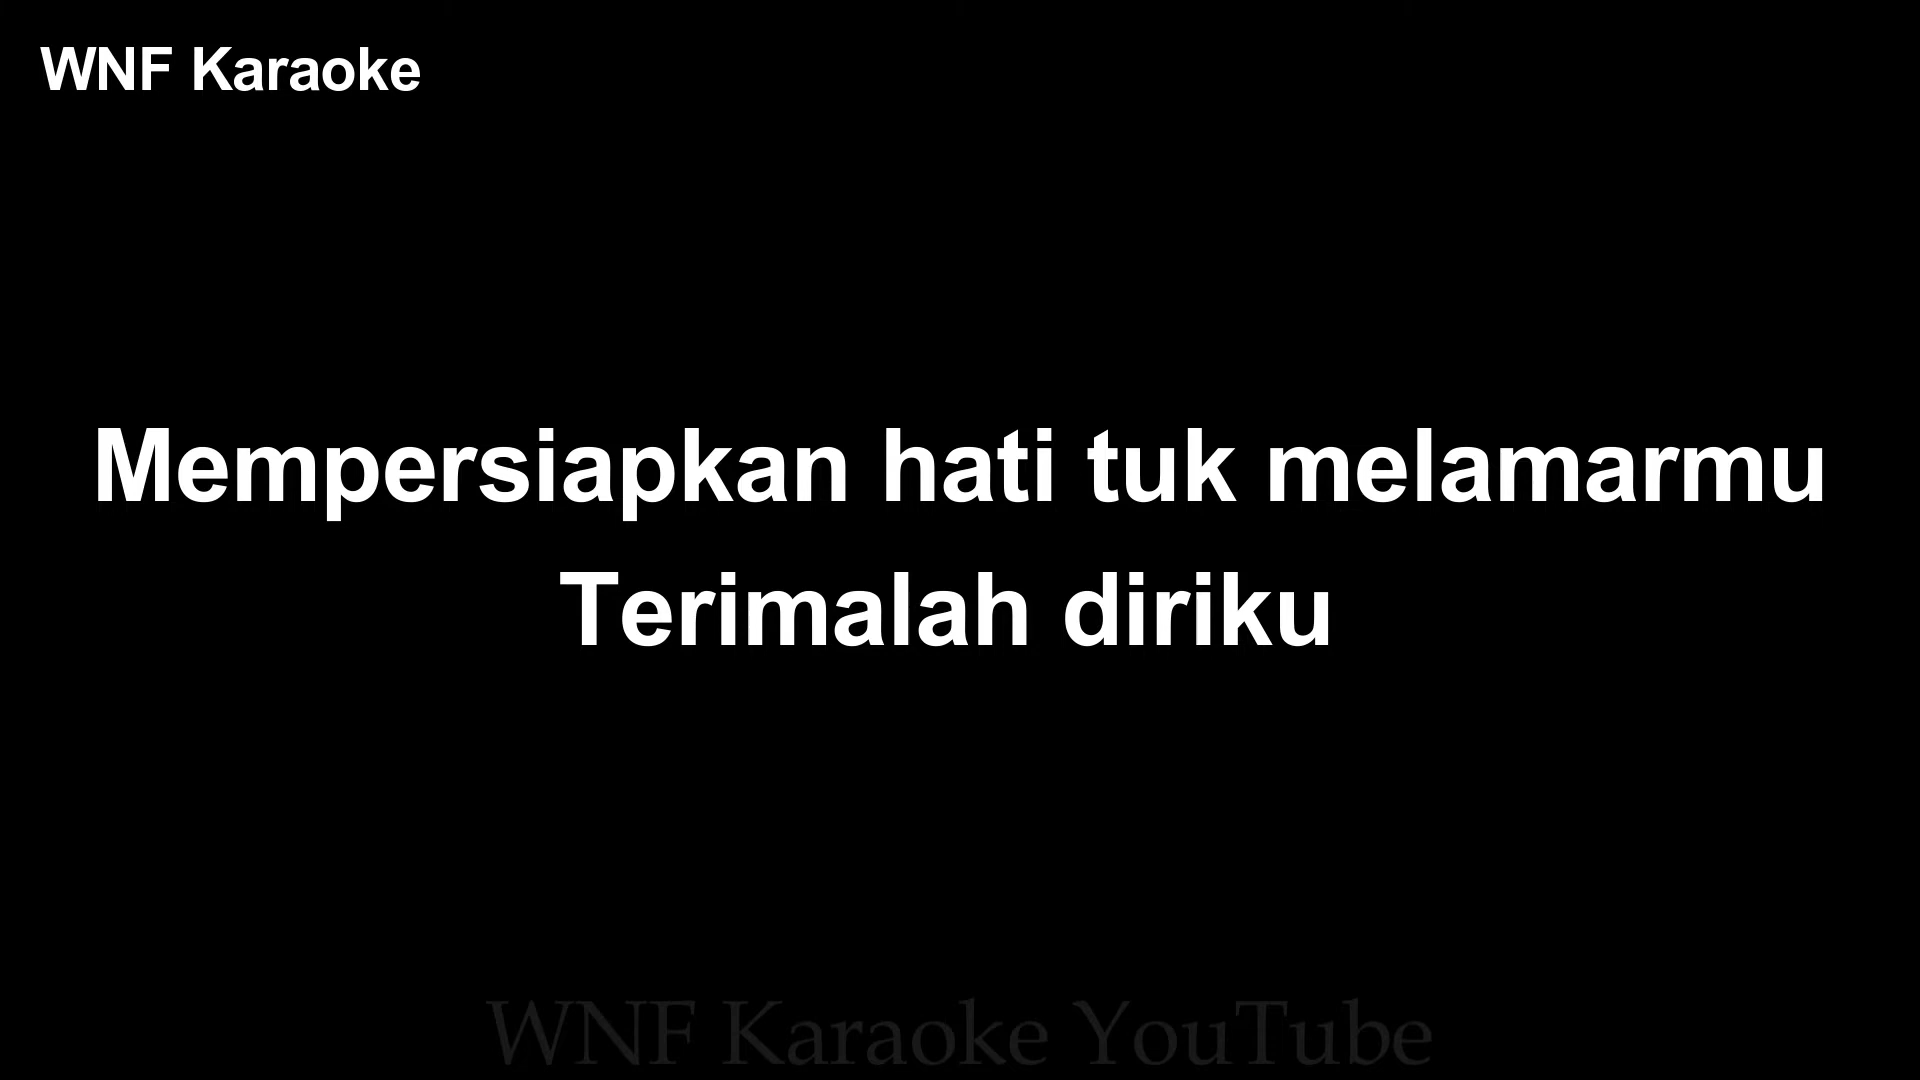 WNF Karaoke
Mempersiapkan hati tuk melamarmu
Terimalah diriku
WNF Karaoke YouTube